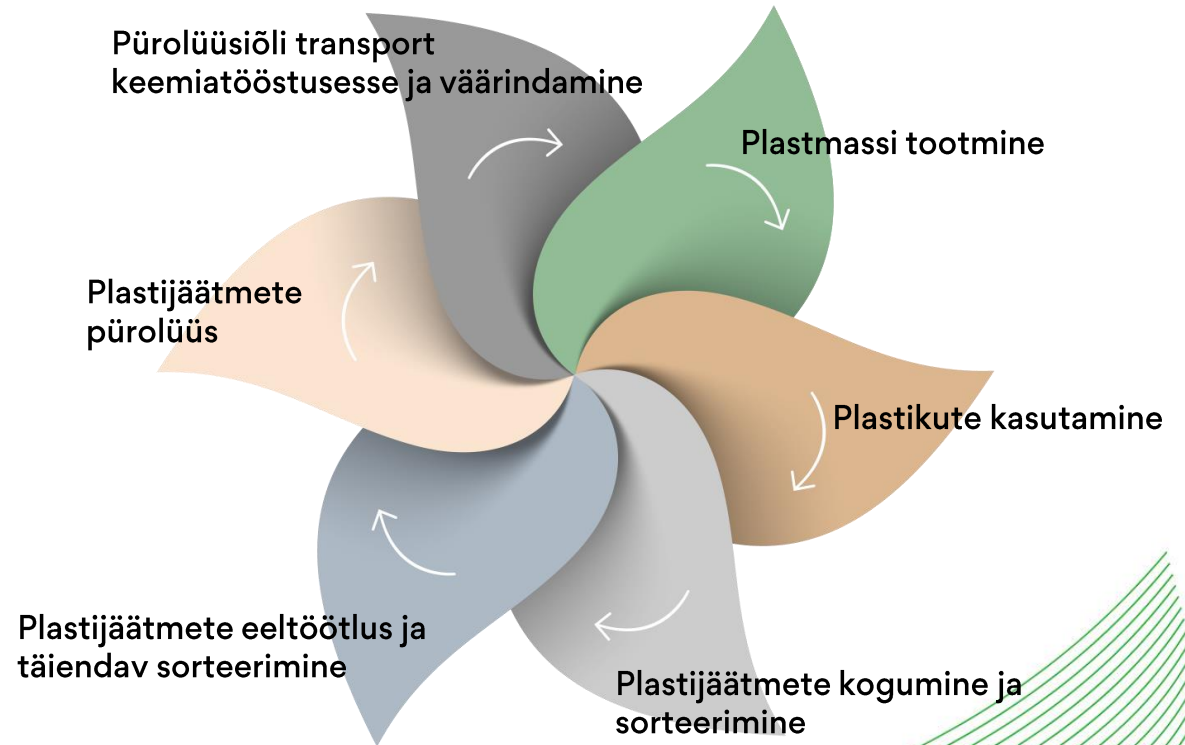 Pürolüüsiõli transport
keemiatööstusesse ja väärindamine
Plastmassi tootmine
Plastijäätmete
pürolüüs
Plastikute kasutamine
Plastijäätmete eeltöötlus ja
täiendav sorteerimine
Plastijäätmete kogumine ja
sorteerimine